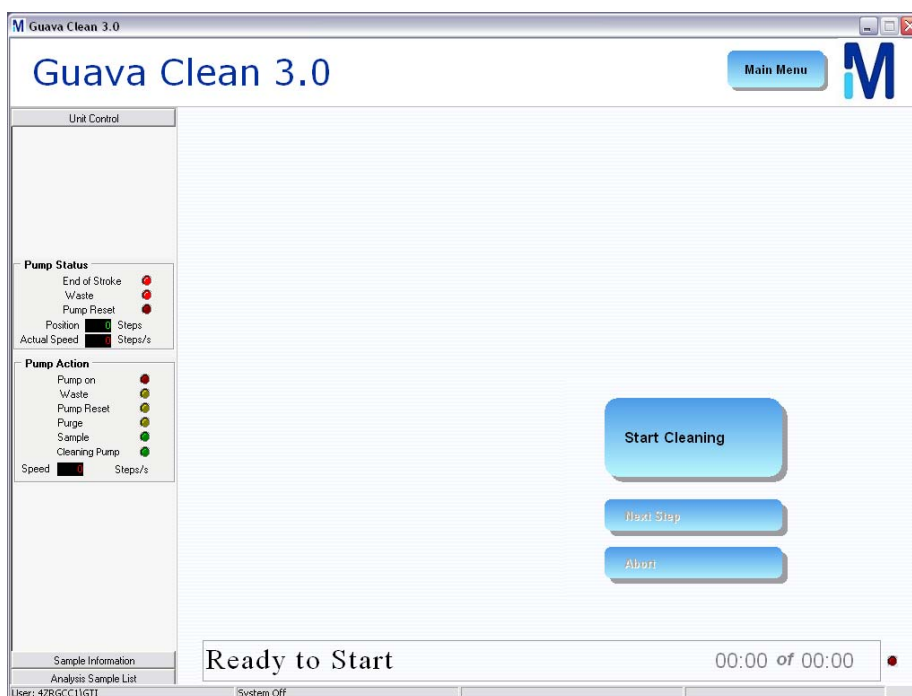 M Guava Clean 3.0
Guava Clean 3.0
Main Menu
M
Unit Control
Pump Status
End of Stroke
Waste
Pump Reset
Position 0 Steps
Actual Speed 0 Steps/s
Pump Action
Pump on
Waste
Pump Reset
Purge
Sample
Cleaning Pump
Speed 0 Steps/s
Start Cleaning
Next Step
Abort
Ready to Start 00:00 of 00:00
Sample Information
Analysis Sample List
User: 4ZRGCC1\GTI System Off